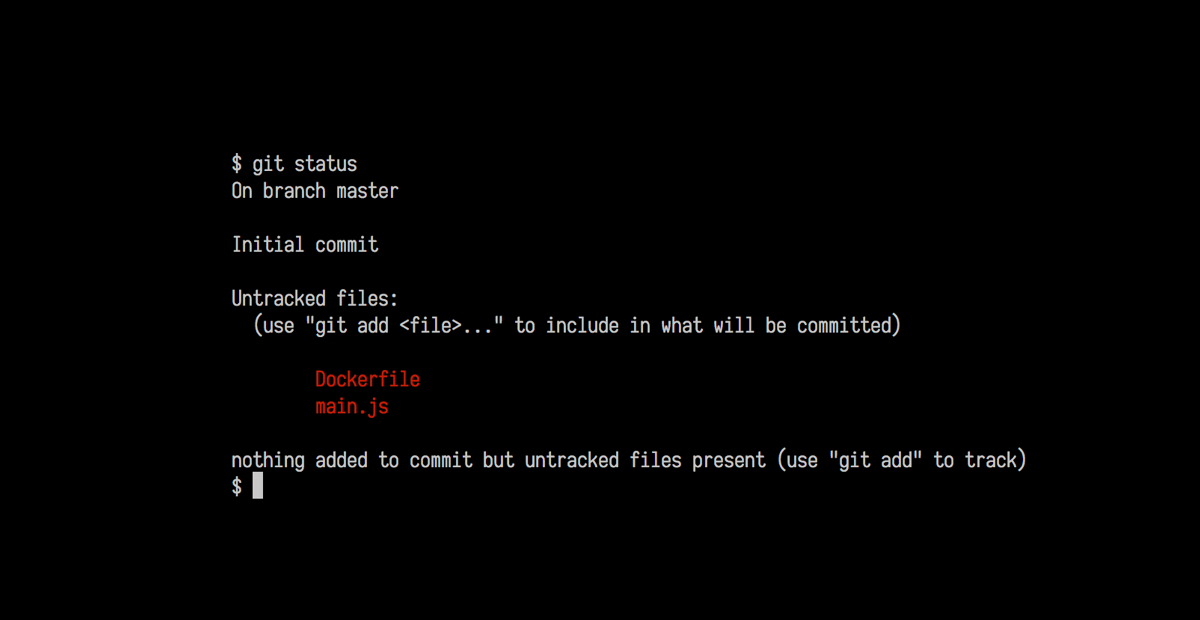 $ git status
On branch master
Initial commit
Untracked files:
(use "git add <file>..." to include in what will be committed)
Dockerfile
main.js
nothing added to commit but untracked files present (use "git add" to track)
$